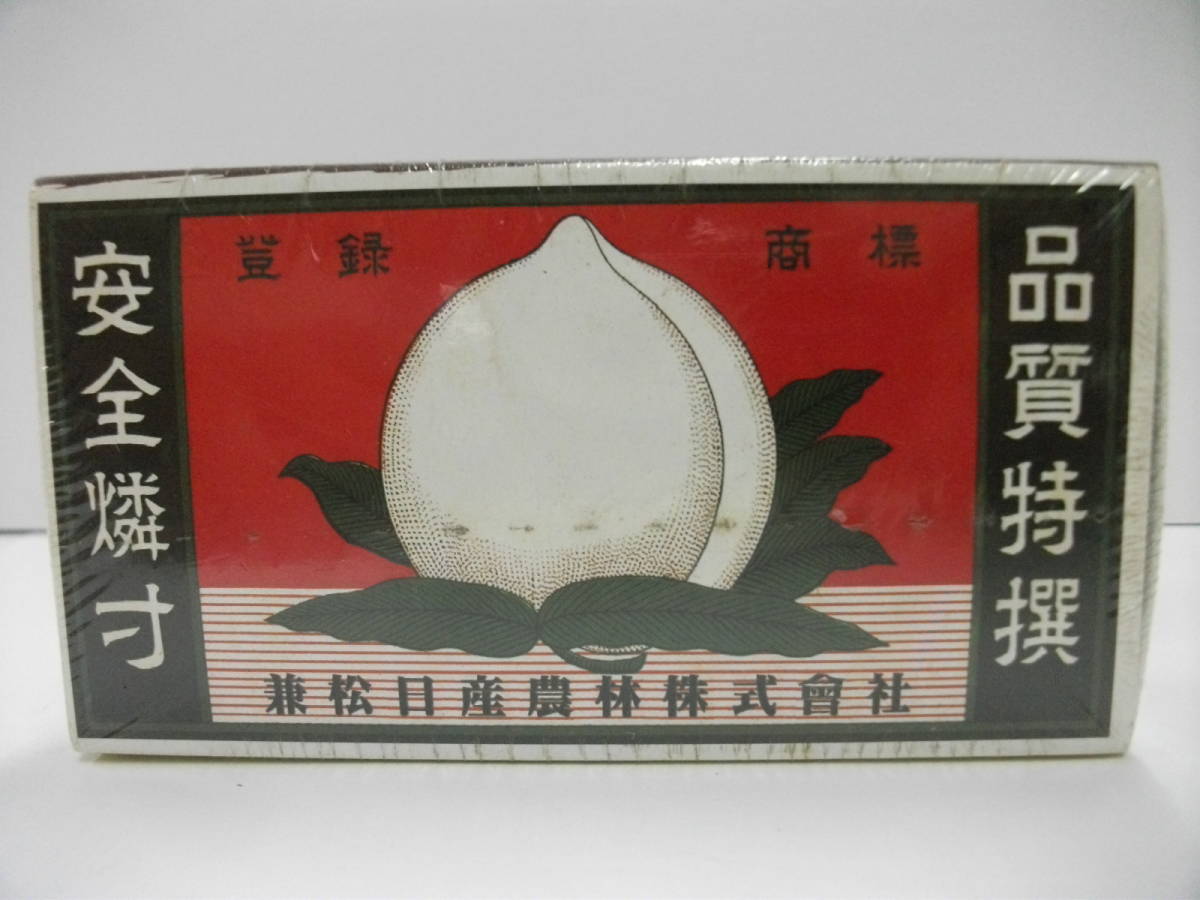 品質特撰
登録 商標
安全燐寸
兼松日産農林株式會社